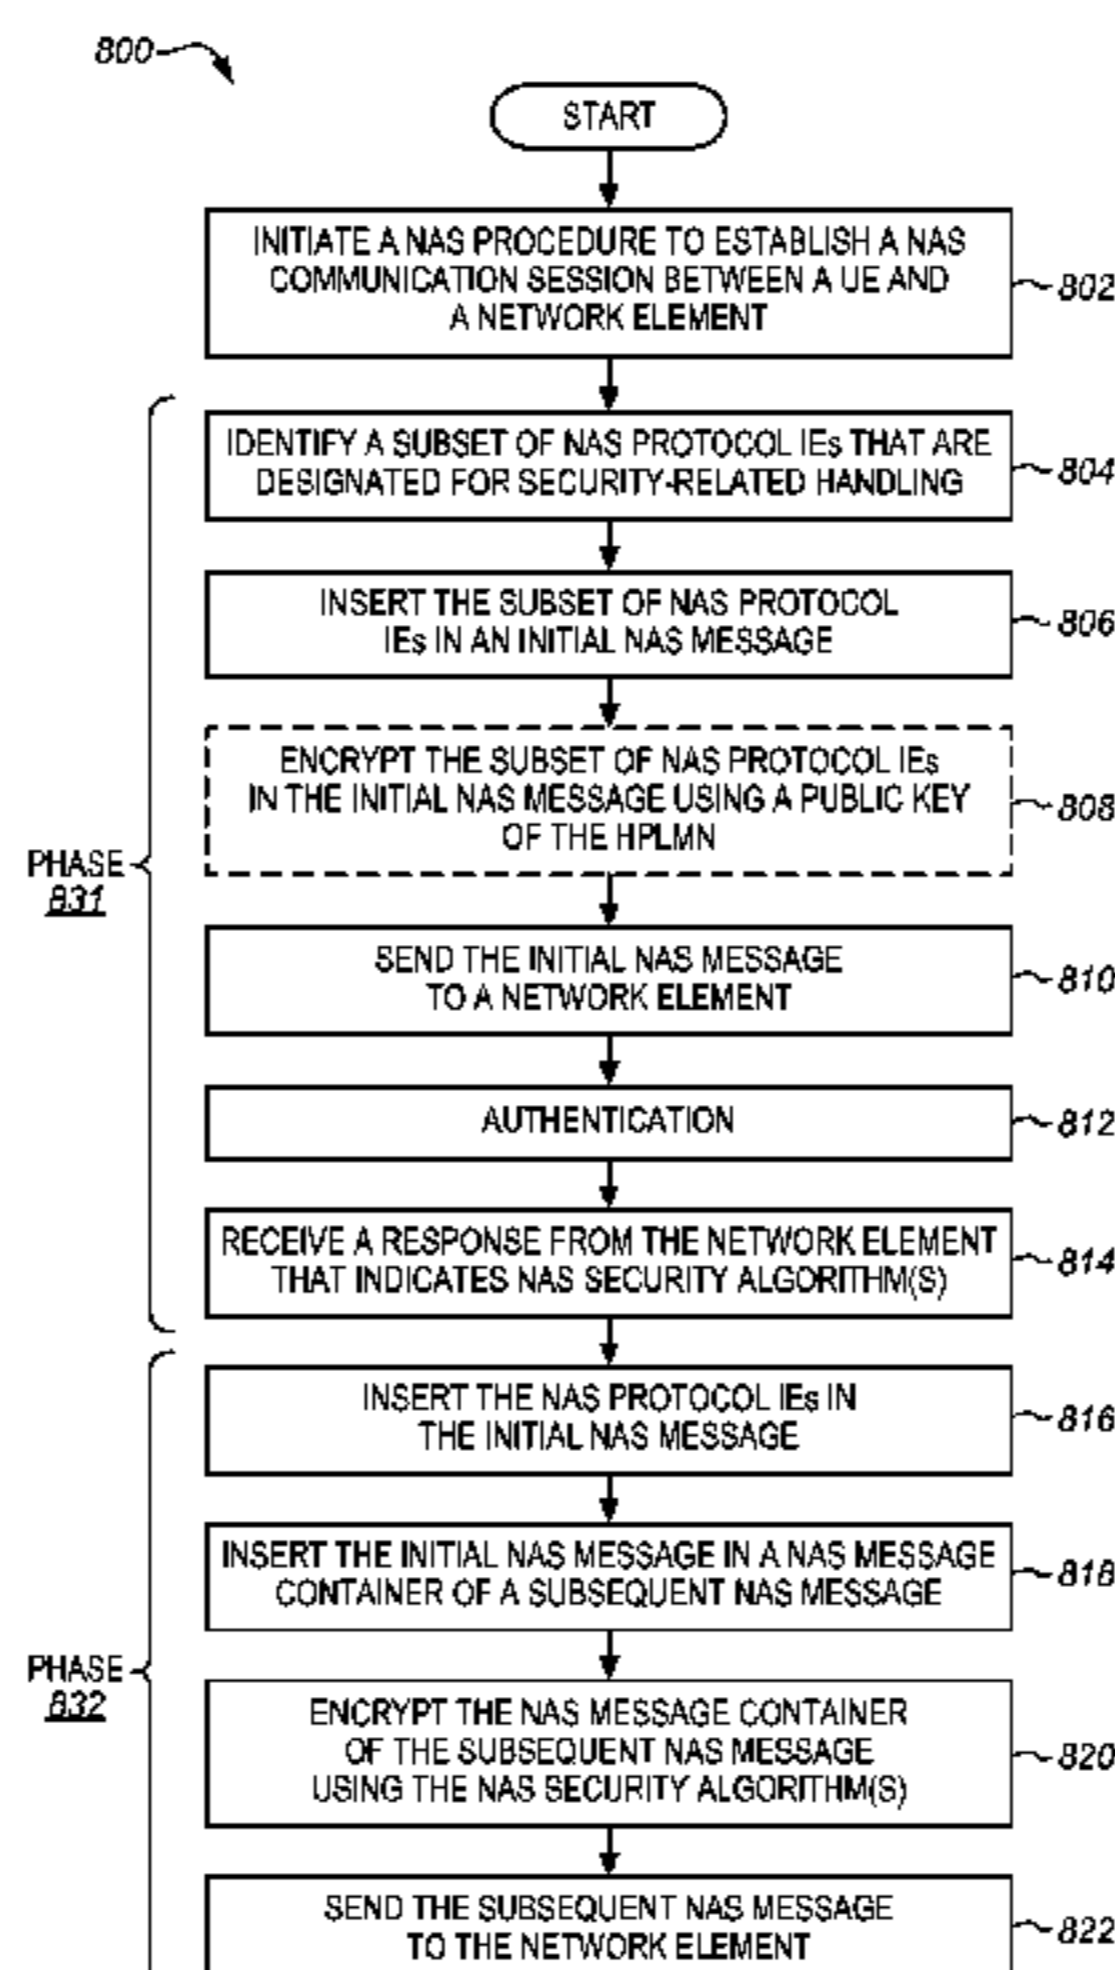 800
START
INITIATE A NAS PROCEDURE TO ESTABLISH A NAS
COMMUNICATION SESSION BETWEEN A UE AND
A NETWORK ELEMENT
802
IDENTIFY A SUBSET OF NAS PROTOCOL IEs THAT ARE
DESIGNATED FOR SECURITY-RELATED HANDLING
804
INSERT THE SUBSET OF NAS PROTOCOL
IEs IN AN INITIAL NAS MESSAGE
806
ENCRYPT THE SUBSET OF NAS PROTOCOL IEs
IN THE INITIAL NAS MESSAGE USING A PUBLIC KEY
OF THE HPLMN
808
PHASE
831
SEND THE INITIAL NAS MESSAGE
TO A NETWORK ELEMENT
810
AUTHENTICATION
812
RECEIVE A RESPONSE FROM THE NETWORK ELEMENT
THAT INDICATES NAS SECURITY ALGORITHM(S)
814
INSERT THE NAS PROTOCOL IEs IN
THE INITIAL NAS MESSAGE
816
INSERT THE INITIAL NAS MESSAGE IN A NAS MESSAGE
CONTAINER OF A SUBSEQUENT NAS MESSAGE
818
PHASE
832
ENCRYPT THE NAS MESSAGE CONTAINER
OF THE SUBSEQUENT NAS MESSAGE
USING THE NAS SECURITY ALGORITHM(S)
820
SEND THE SUBSEQUENT NAS MESSAGE
TO THE NETWORK ELEMENT
822